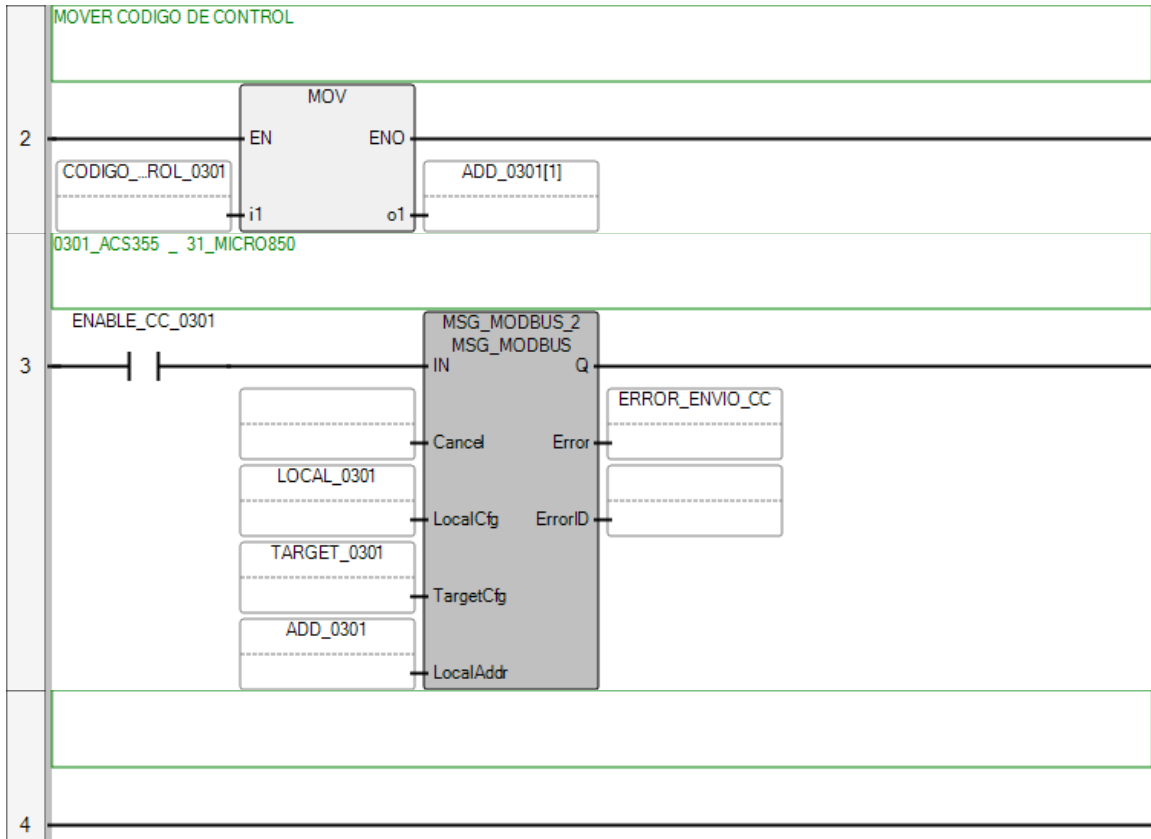 MOVER CODIGO DE CONTROL
MOV
2
EN ENO
CODIGO_...ROL_0301 ADD_0301[1]
i1 o1
0301_ACS355 _ 31_MICRO850
ENABLE_CC_0301 MSG_MODBUS_2
MSG_MODBUS
3
IN Q
ERROR_ENVIO_CC
Cancel Error
LOCAL_0301
LocalCfg ErrorID
TARGET_0301
TargetCfg
ADD_0301
LocalAddr
4